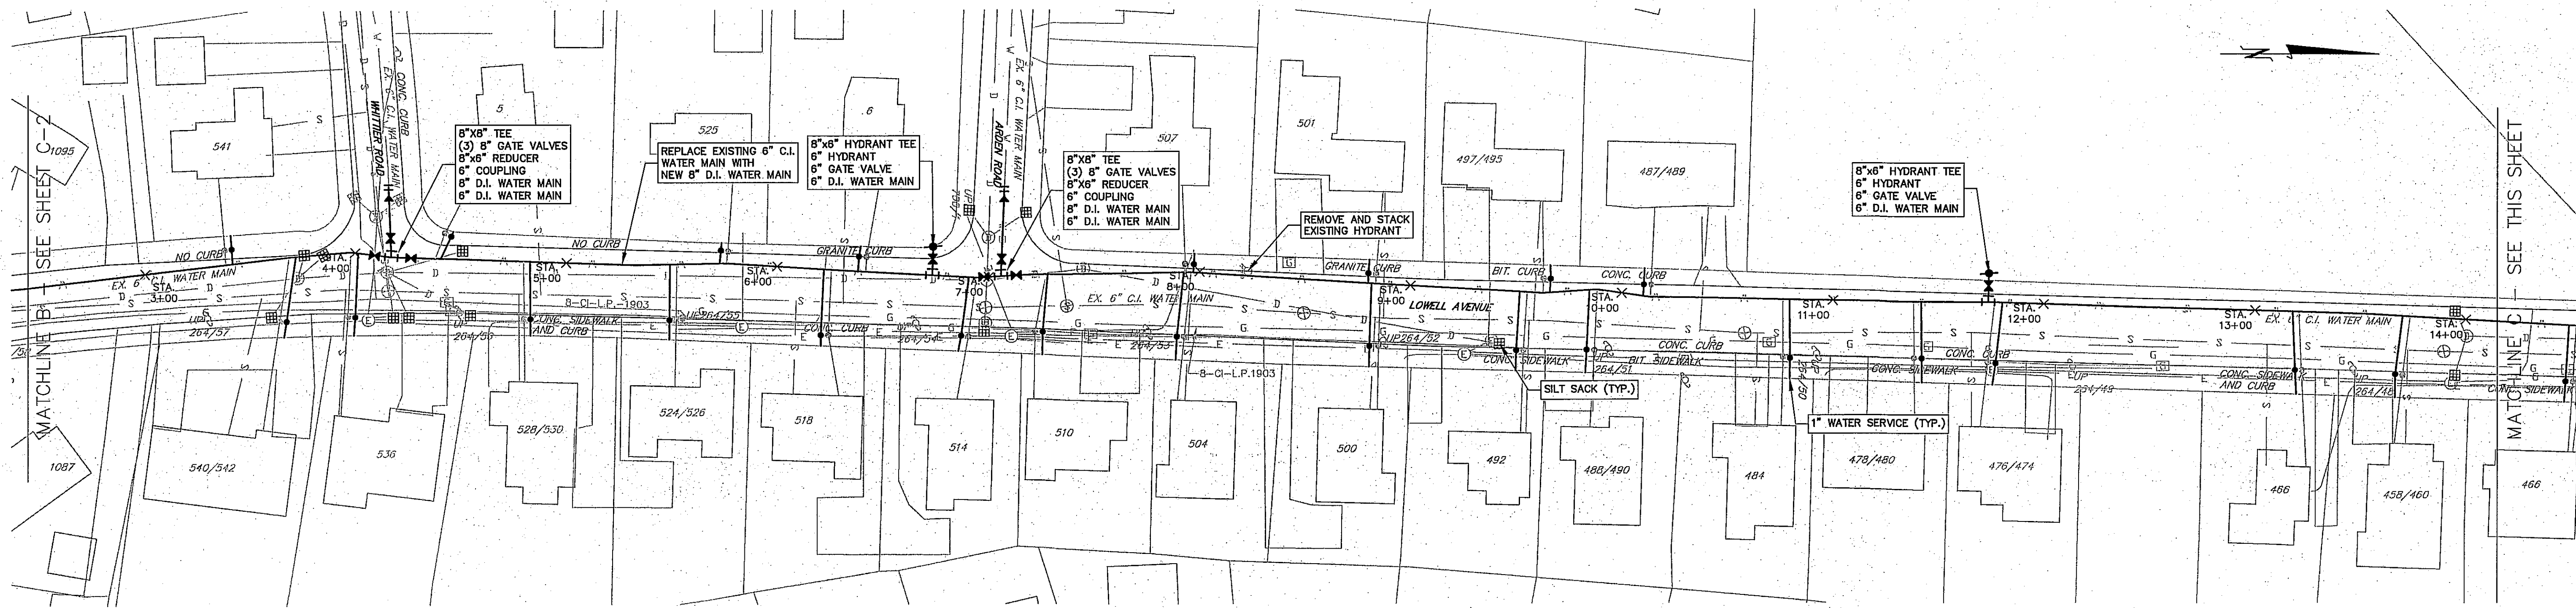 MATCHLINE B - SEE SHEET C-2
1095
1087
541
5
525
6
507
501
497/495
487/489
WHITTIER ROAD
EX. 6" C.I. WATER MAIN
CONC. CURB
8"X8" TEE
(3) 8" GATE VALVES
8"x6" REDUCER
6" COUPLING
8" D.I. WATER MAIN
6" D.I. WATER MAIN
REPLACE EXISTING 6" C.I.
WATER MAIN WITH
NEW 8" D.I. WATER MAIN
8"x6" HYDRANT TEE
6" HYDRANT
6" GATE VALVE
6" D.I. WATER MAIN
ARDEN ROAD
EX. 6" C.I. WATER MAIN
8"X8" TEE
(3) 8" GATE VALVES
8"X6" REDUCER
6" COUPLING
8" D.I. WATER MAIN
6" D.I. WATER MAIN
REMOVE AND STACK
EXISTING HYDRANT
8"x6" HYDRANT TEE
6" HYDRANT
6" GATE VALVE
6" D.I. WATER MAIN
N
NO CURB
NO CURB
GRANITE CURB
GRANITE CURB
BIT. CURB
CONC. CURB
EX. 6" C.I. WATER MAIN
STA.
3+00
STA.
4+00
STA.
5+00
STA.
6+00
STA.
7+00
STA.
8+00
STA.
9+00
STA.
10+00
STA.
11+00
STA.
12+00
STA.
13+00
STA.
14+00
8-CI-L.P.-1903
EX. 6" C.I. WATER MAIN
LOWELL AVENUE
EX. 6" C.I. WATER MAIN
UP
264/57
UP
264/56
CONC. SIDEWALK
AND CURB
UP264/55
CONC. CURB
264/54
264/53
8-CI-L.P.1903
UP264/52
CONC. SIDEWALK
BIT. SIDEWALK
CONC. CURB
UP
264/51
UP
264/50
CONC. CURB
CONC. SIDEWALK
UP
264/49
CONC. SIDEWALK
AND CURB
UP
264/48
CONC. SIDEWALK
SILT SACK (TYP.)
1" WATER SERVICE (TYP.)
540/542
536
528/530
524/526
518
514
510
504
500
492
488/490
484
478/480
476/474
466
458/460
466
MATCHLINE C - SEE THIS SHEET